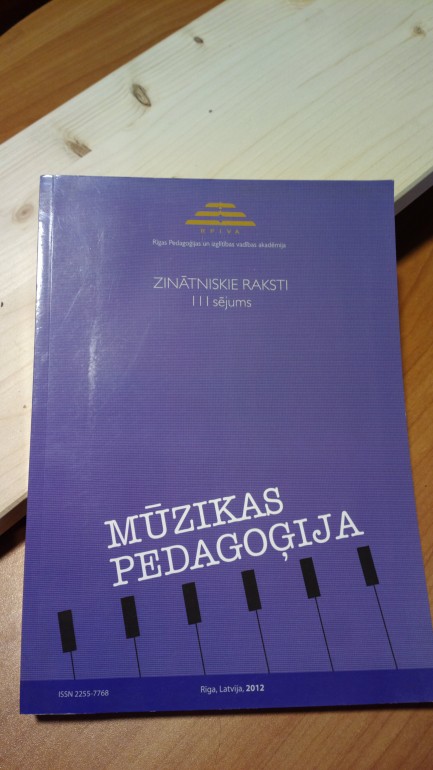 RPIVA
Rīgas Pedagoģijas un izglītības vadības akadēmija
ZINĀTNISKIE RAKSTI
III sējums
MŪZIKAS
PEDAGOĢIJA
ISSN 2255-7768
Rīga, Latvija, 2012